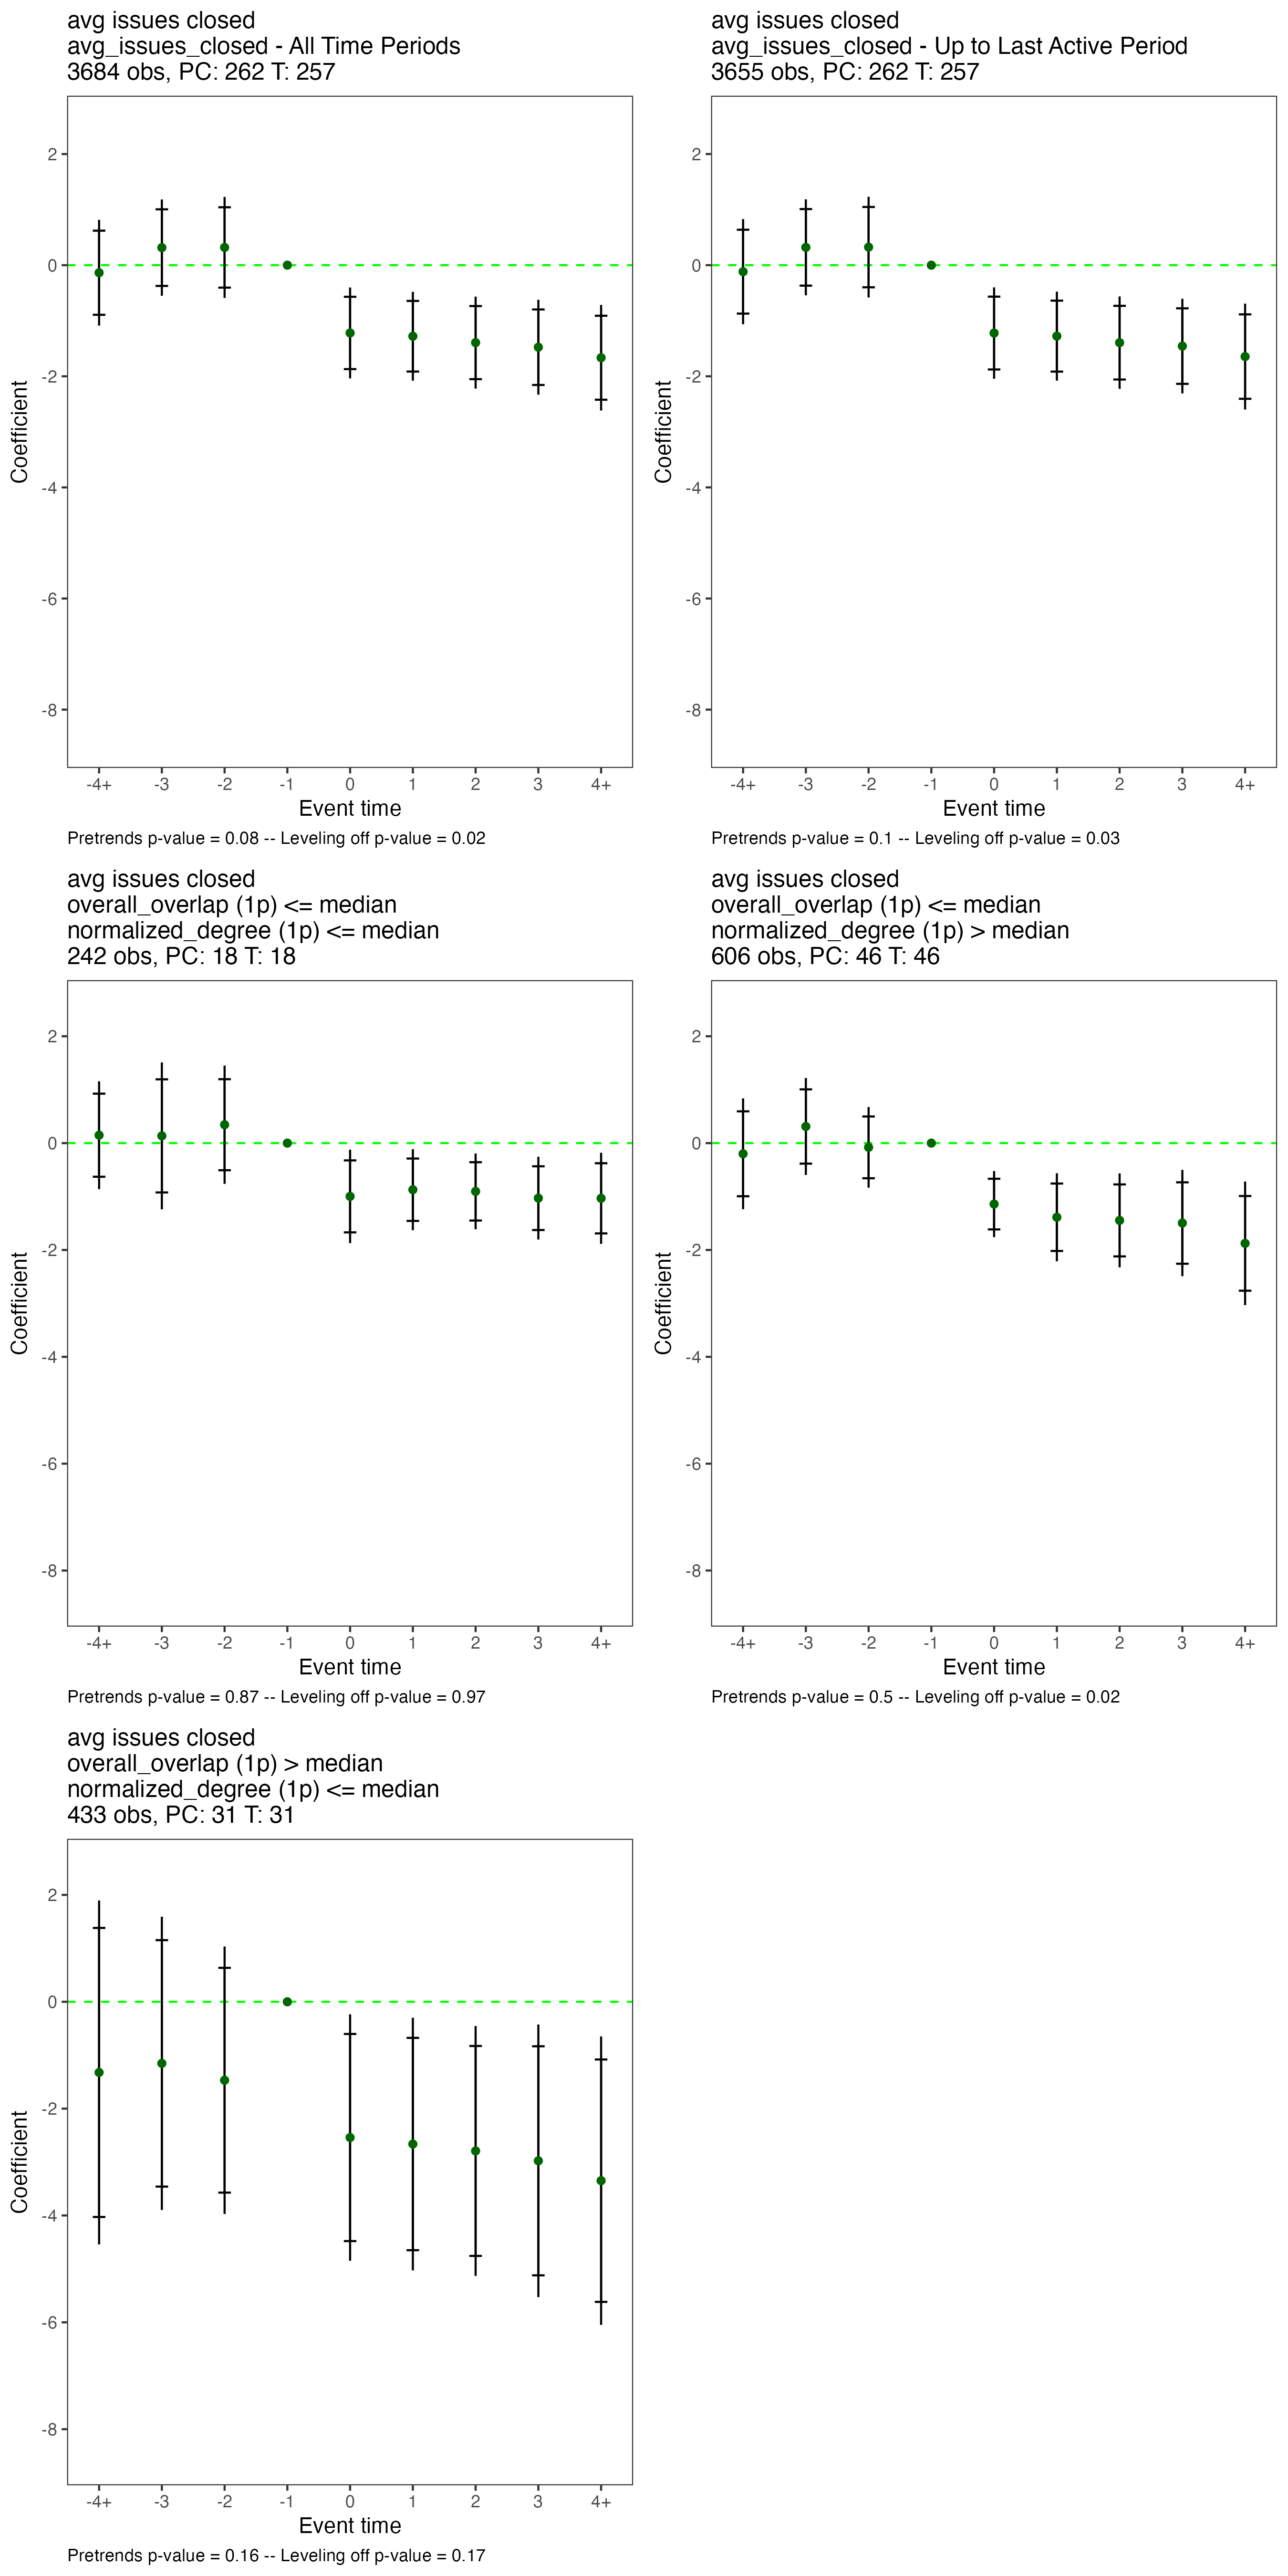 avg issues closed
avg_issues_closed - All Time Periods
3684 obs, PC: 262 T: 257
2
0
-2
-4
-6
-8
Coefficient
-4+ -3 -2 -1 0 1 2 3 4+
Event time
Pretrends p-value = 0.08 -- Leveling off p-value = 0.02
avg issues closed
avg_issues_closed - Up to Last Active Period
3655 obs, PC: 262 T: 257
2
0
-2
-4
-6
-8
Coefficient
-4+ -3 -2 -1 0 1 2 3 4+
Event time
Pretrends p-value = 0.1 -- Leveling off p-value = 0.03
avg issues closed
overall_overlap (1p) <= median
normalized_degree (1p) <= median
242 obs, PC: 18 T: 18
2
0
-2
-4
-6
-8
Coefficient
-4+ -3 -2 -1 0 1 2 3 4+
Event time
Pretrends p-value = 0.87 -- Leveling off p-value = 0.97
avg issues closed
overall_overlap (1p) <= median
normalized_degree (1p) > median
606 obs, PC: 46 T: 46
2
0
-2
-4
-6
-8
Coefficient
-4+ -3 -2 -1 0 1 2 3 4+
Event time
Pretrends p-value = 0.5 -- Leveling off p-value = 0.02
avg issues closed
overall_overlap (1p) > median
normalized_degree (1p) <= median
433 obs, PC: 31 T: 31
2
0
-2
-4
-6
-8
Coefficient
-4+ -3 -2 -1 0 1 2 3 4+
Event time
Pretrends p-value = 0.16 -- Leveling off p-value = 0.17